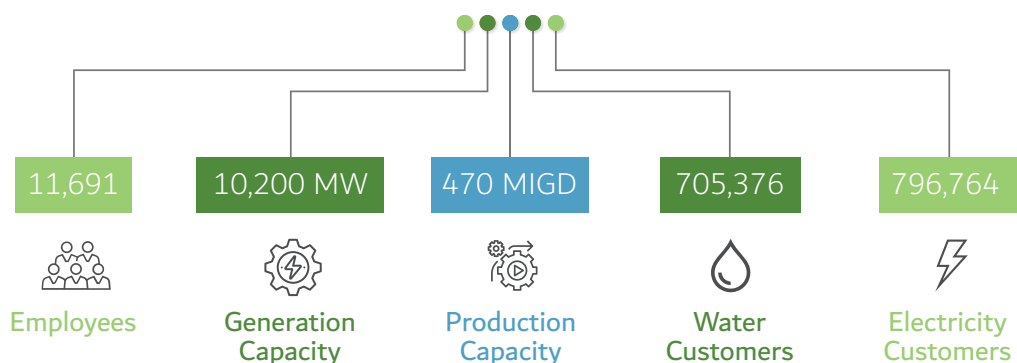 11,691
10,200 MW
470 MIGD
705,376
796,764
Employees
Generation
Capacity
Production
Capacity
Water
Customers
Electricity
Customers